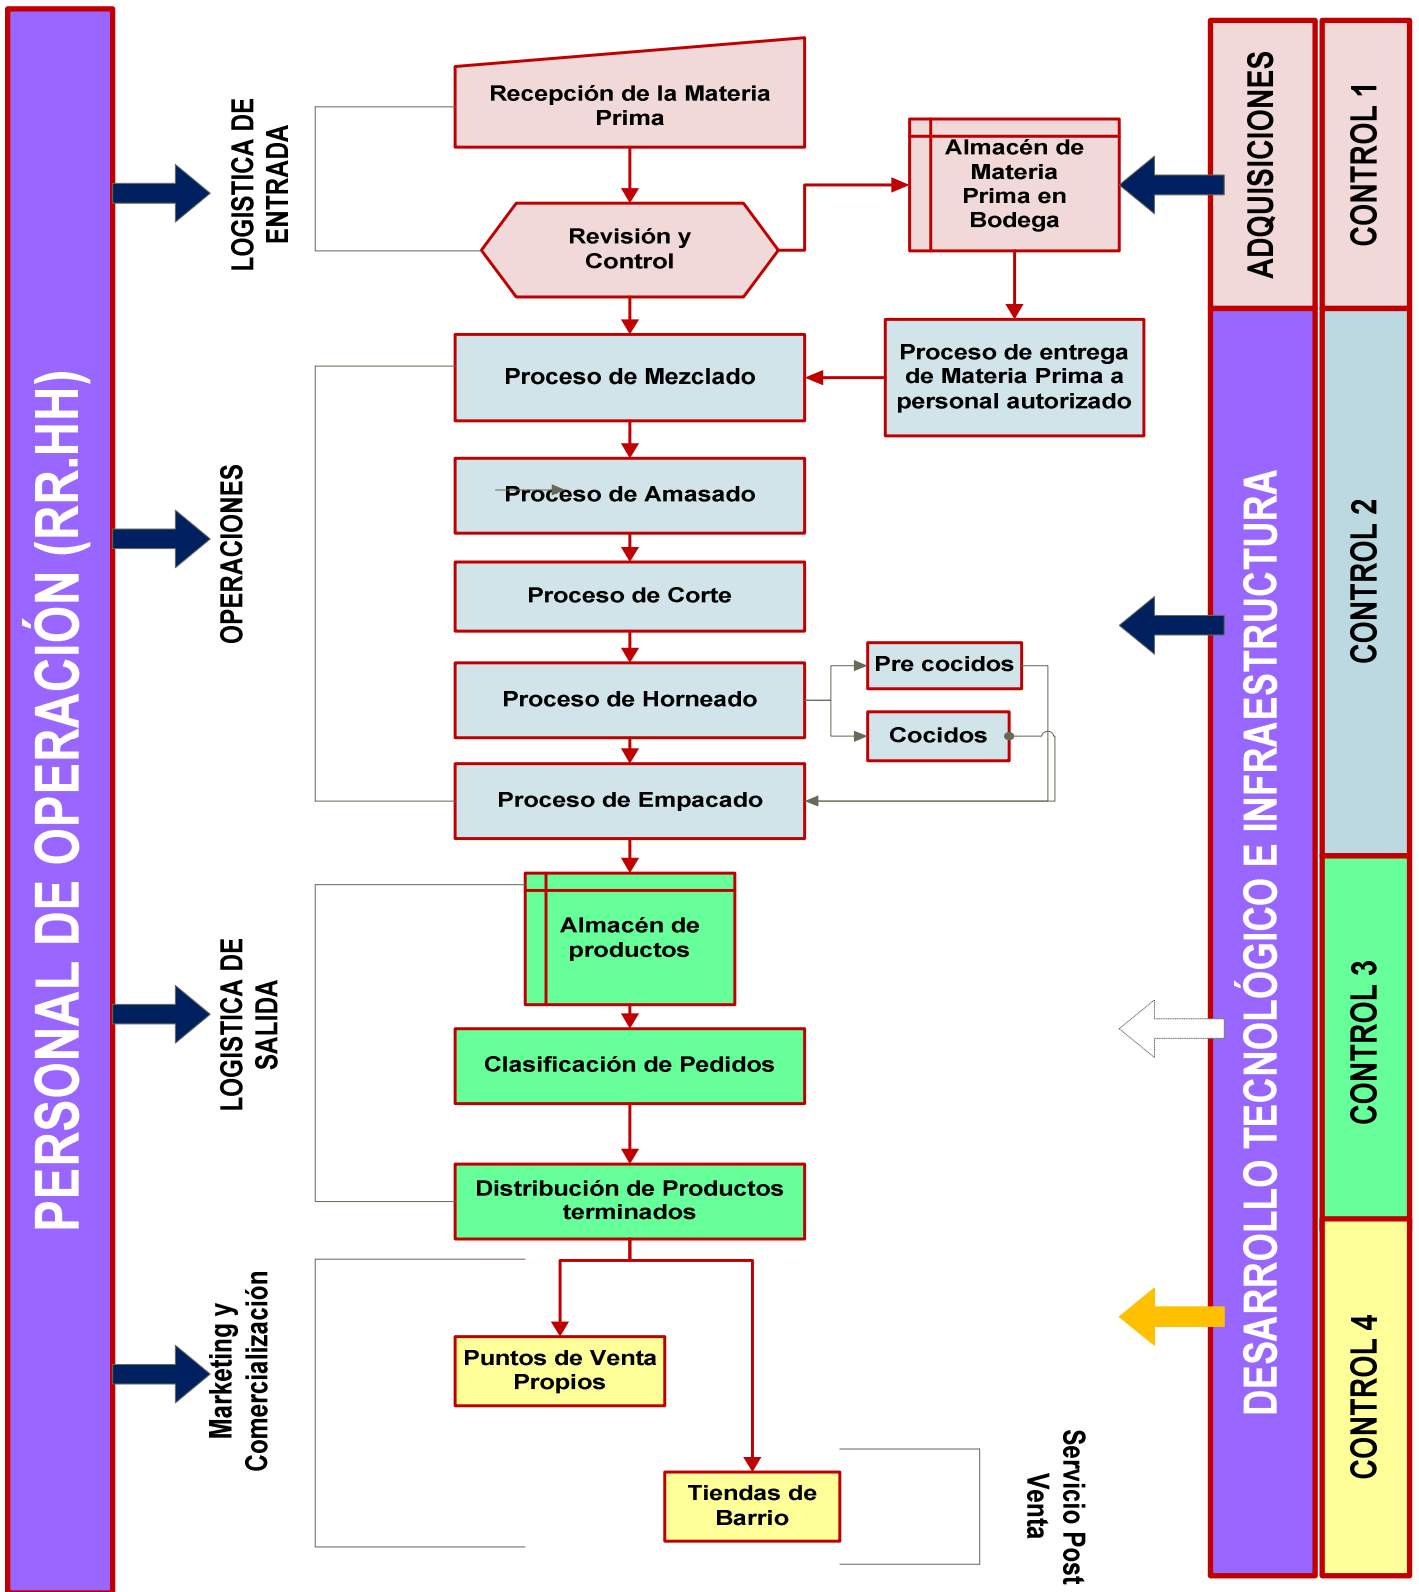 PERSONAL DE OPERACIÓN (RR.HH)
LOGISTICA DE
ENTRADA
OPERACIONES
LOGISTICA DE
SALIDA
Marketing y
Comercialización
Recepción de la Materia
Prima
Revisión y
Control
Almacén de
Materia
Prima en
Bodega
Proceso de entrega
de Materia Prima a
personal autorizado
Proceso de Mezclado
Proceso de Amasado
Proceso de Corte
Proceso de Horneado
Pre cocidos
Cocidos
Proceso de Empacado
Almacén de
productos
Clasificación de Pedidos
Distribución de Productos
terminados
Puntos de Venta
Propios
Tiendas de
Barrio
Servicio Post
Venta
ADQUISICIONES
DESARROLLO TECNOLÓGICO E INFRAESTRUCTURA
CONTROL 1
CONTROL 2
CONTROL 3
CONTROL 4